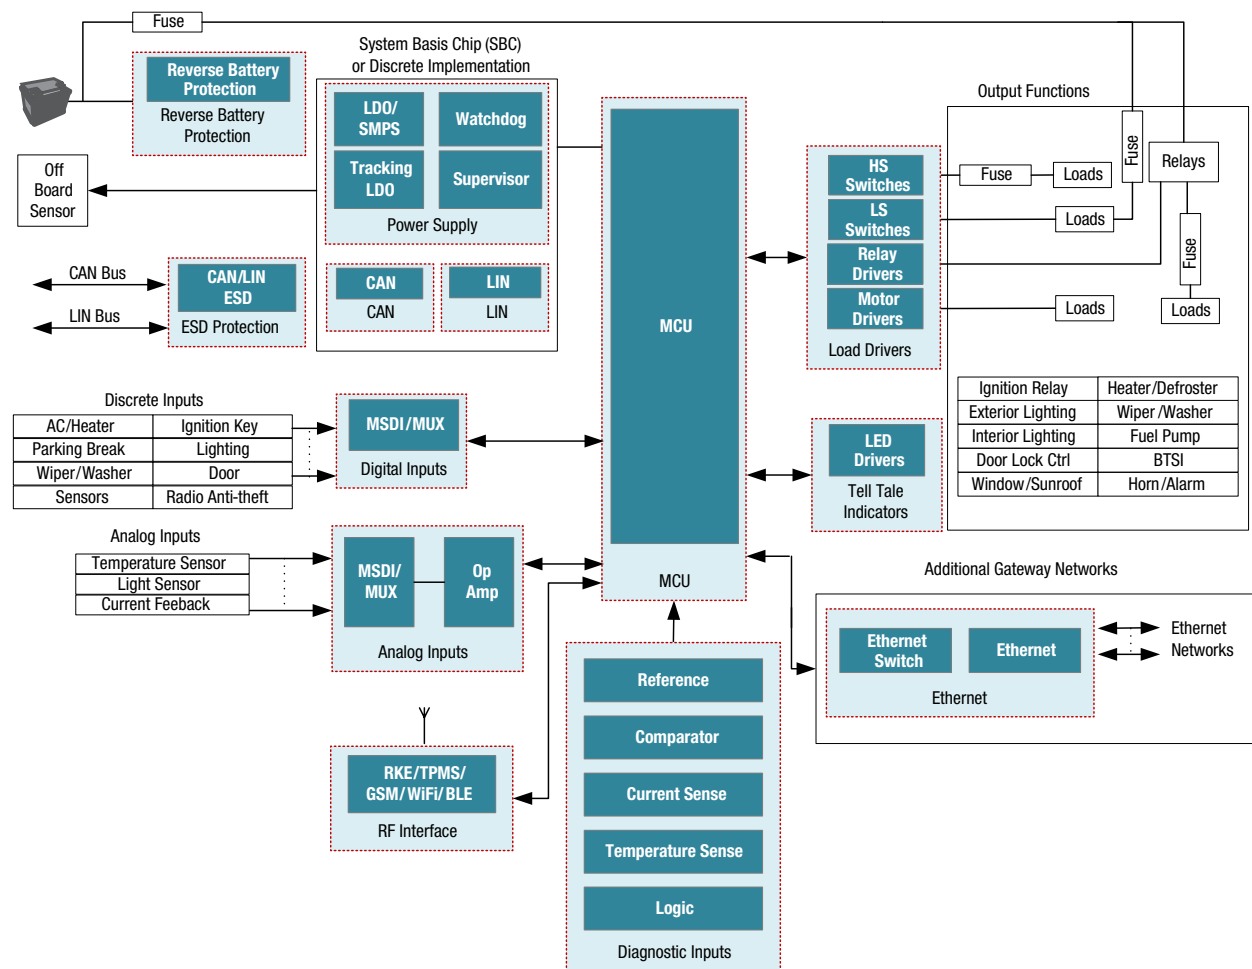 Fuse
System Basis Chip (SBC)
or Discrete Implementation
Reverse Battery
Protection
Reverse Battery
Protection
LDO/
SMPS
Watchdog
Tracking
LDO
Supervisor
Power Supply
Off
Board
Sensor
CAN Bus
LIN Bus
CAN/LIN
ESD
ESD Protection
CAN
CAN
LIN
LIN
MCU
MCU
Output Functions
HS
Switches
LS
Switches
Relay
Drivers
Motor
Drivers
Load Drivers
Fuse
Loads
Fuse
Relays
Loads
Fuse
Loads
Loads
Ignition Relay
Heater/Defroster
Exterior Lighting
Wiper/Washer
Interior Lighting
Fuel Pump
Door Lock Ctrl
BTSI
Window/Sunroof
Horn/Alarm
Discrete Inputs
AC/Heater
Ignition Key
Parking Break
Lighting
Wiper/Washer
Door
Sensors
Radio Anti-theft
MSDI/MUX
Digital Inputs
LED
Drivers
Tell Tale
Indicators
Analog Inputs
Temperature Sensor
Light Sensor
Current Feeback
MSDI/
MUX
Op
Amp
Analog Inputs
Additional Gateway Networks
Ethernet
Switch
Ethernet
Ethernet
Ethernet
Networks
RKE/TPMS/
GSM/WiFi/BLE
RF Interface
Reference
Comparator
Current Sense
Temperature Sense
Logic
Diagnostic Inputs